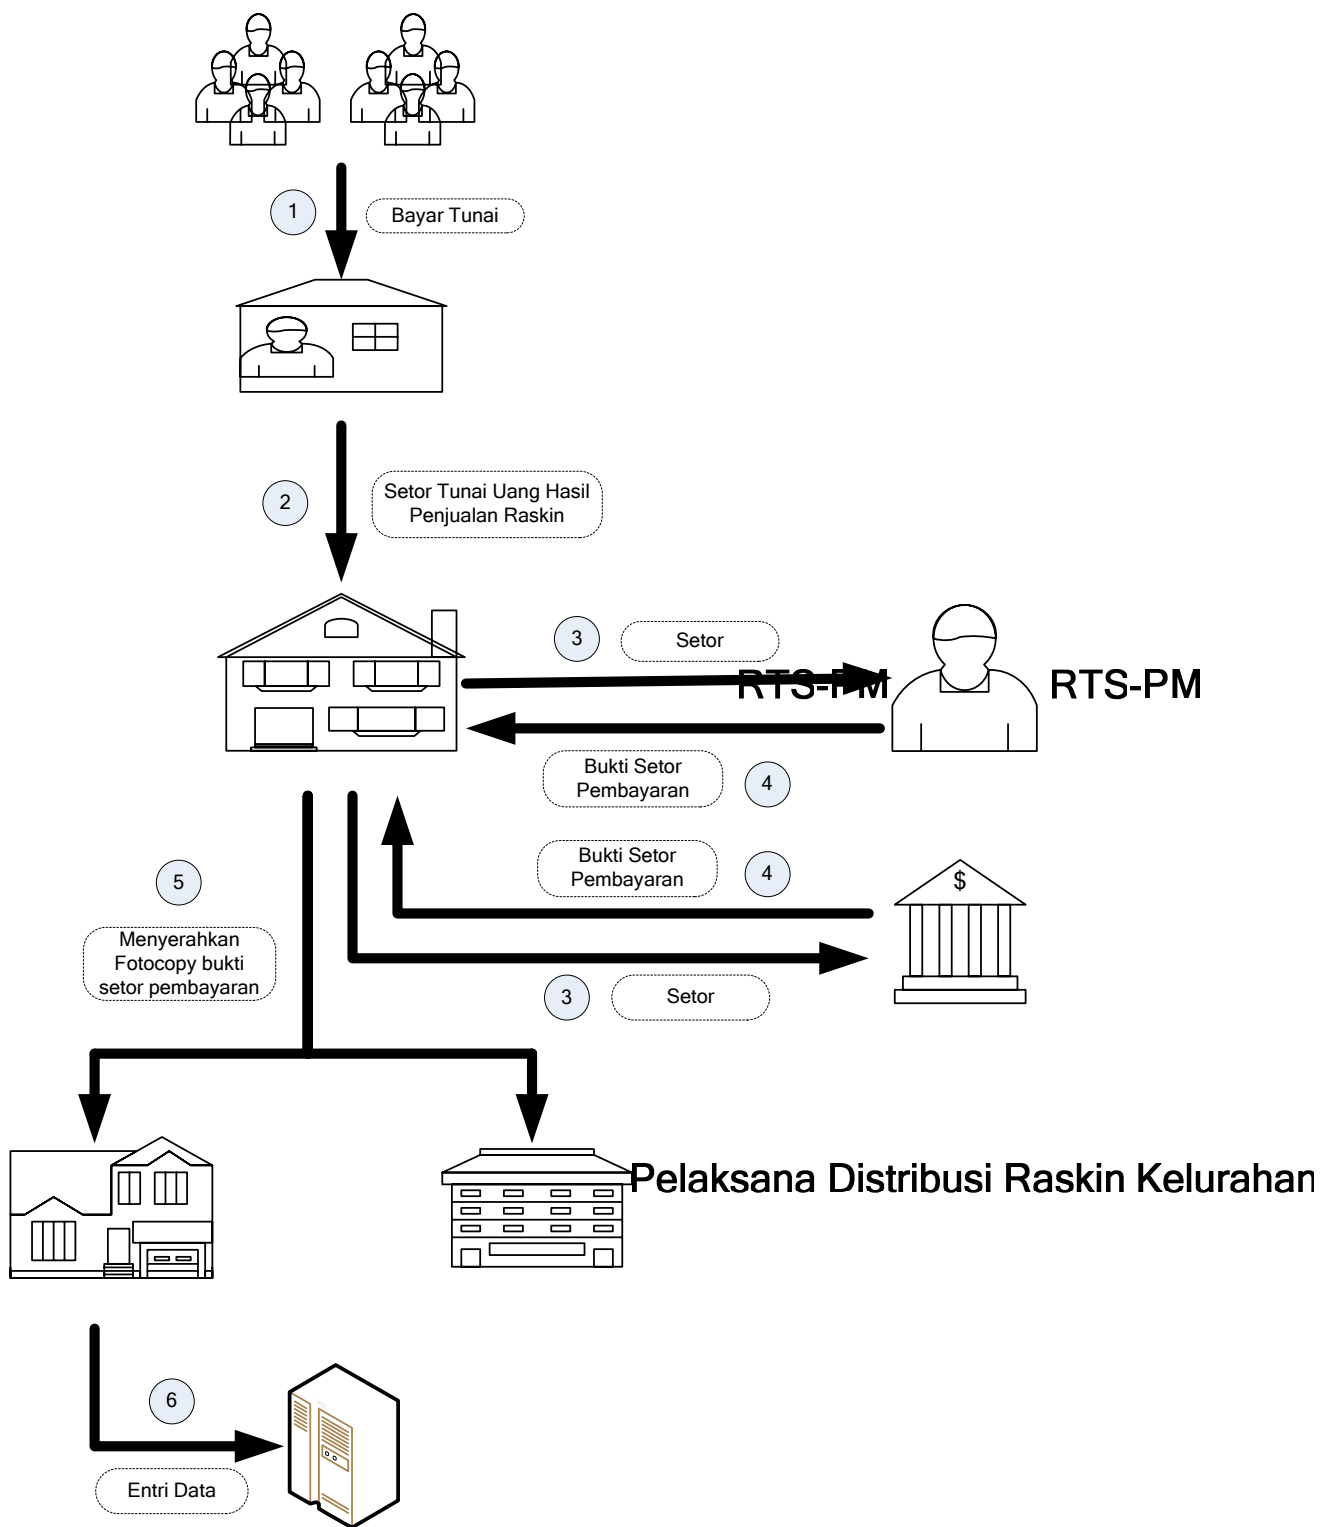 1
Bayar Tunai
2
Setor Tunai Uang Hasil
Penjualan Raskin
3
Setor
RTS-PM
RTS-PM
Bukti Setor
Pembayaran
4
Bukti Setor
Pembayaran
4
$
5
Menyerahkan
Fotocopy bukti
setor pembayaran
3
Setor
Pelaksana Distribusi Raskin Kelurahan
6
Entri Data